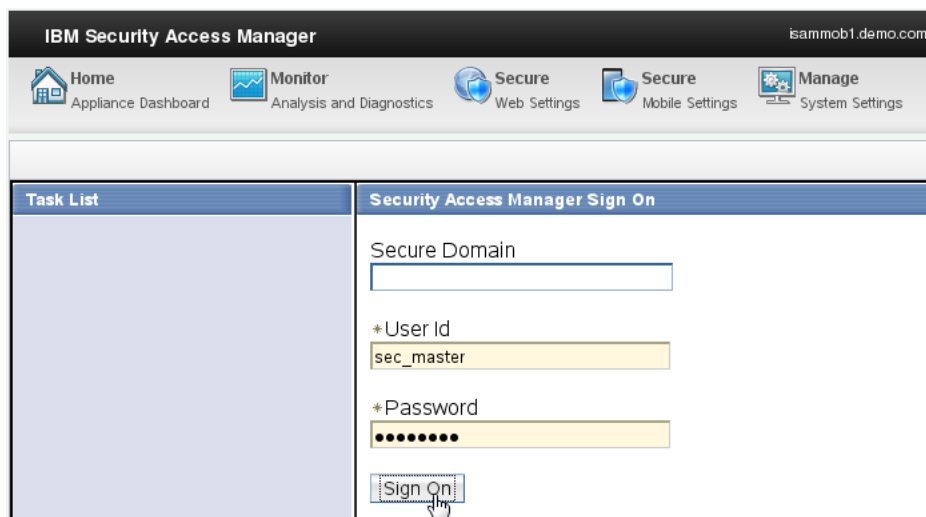 IBM Security Access Manager
isammob1.demo.com
Home
Appliance Dashboard
Monitor
Analysis and Diagnostics
Secure
Web Settings
Secure
Mobile Settings
Manage
System Settings
Task List
Security Access Manager Sign On
Secure Domain
*User Id
sec_master
*Password
••••••••
Sign On